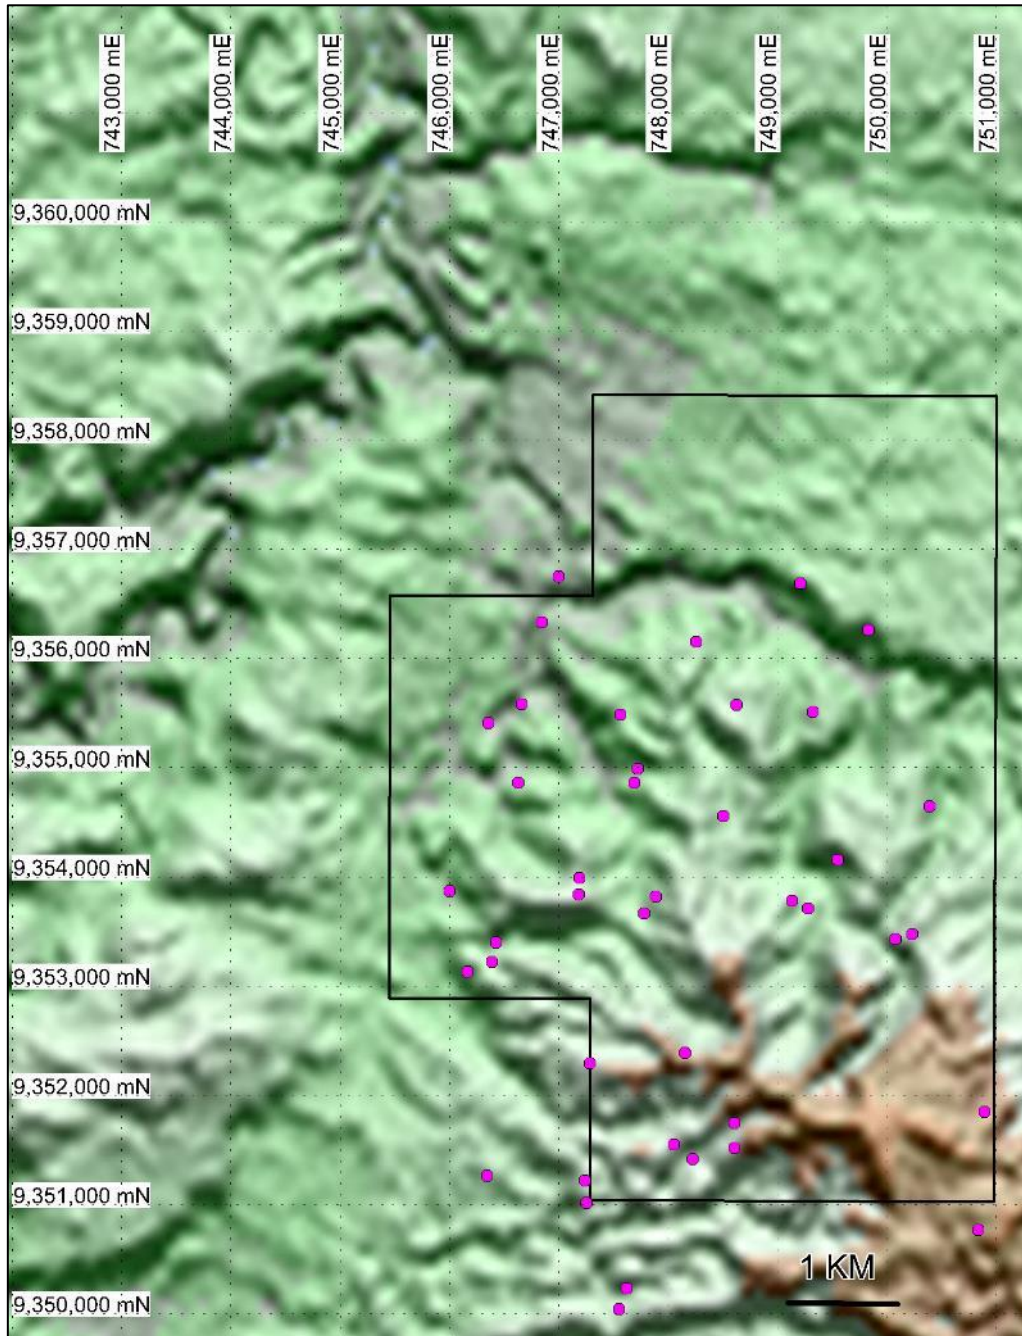 743,000 mE
744,000 mE
745,000 mE
746,000 mE
747,000 mE
748,000 mE
749,000 mE
750,000 mE
751,000 mE
9,360,000 mN
9,359,000 mN
9,358,000 mN
9,357,000 mN
9,356,000 mN
9,355,000 mN
9,354,000 mN
9,353,000 mN
9,352,000 mN
9,351,000 mN
9,350,000 mN
1 KM